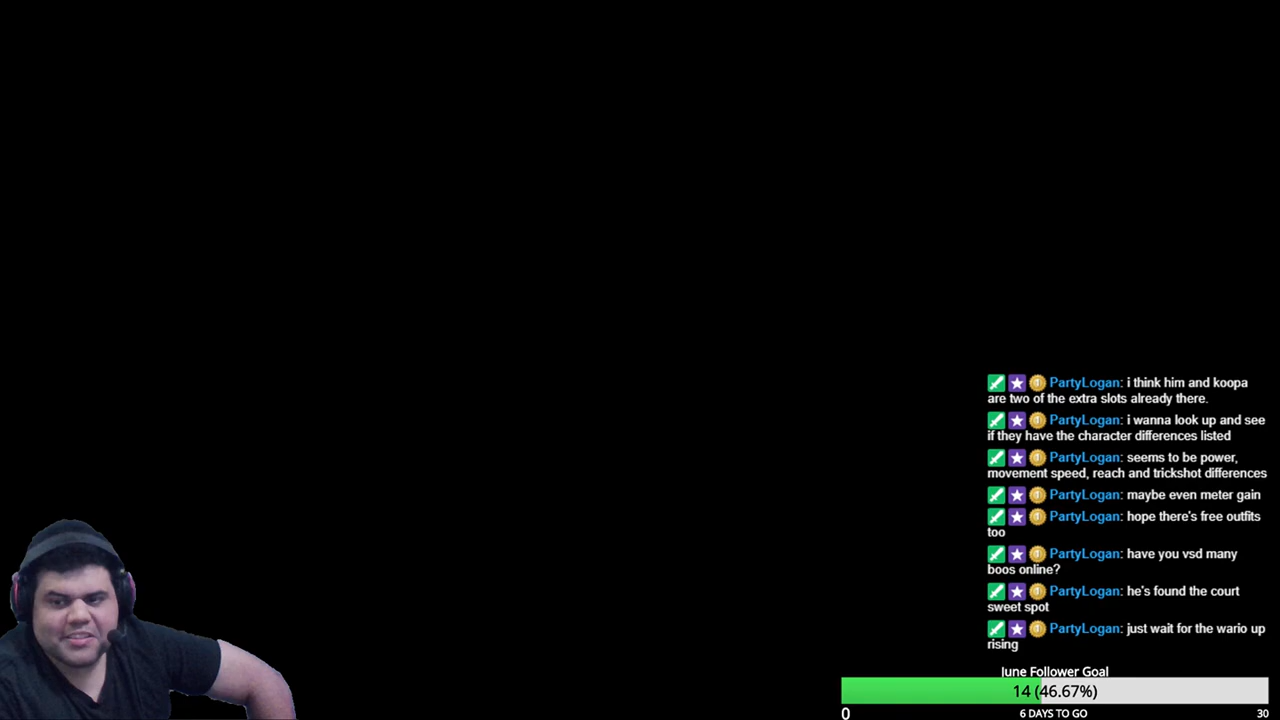 PartyLogan: i think him and koopa
are two of the extra slots already there.
PartyLogan: i wanna look up and see
if they have the character differences listed
PartyLogan: seems to be power,
movement speed, reach and trickshot differences
PartyLogan: maybe even meter gain
PartyLogan: hope there's free outfits
too
PartyLogan: have you vsd many
boos online?
PartyLogan: he's found the court
sweet spot
PartyLogan: just wait for the wario up
rising
June Follower Goal
14 (46.67%)
0 6 DAYS TO GO 30